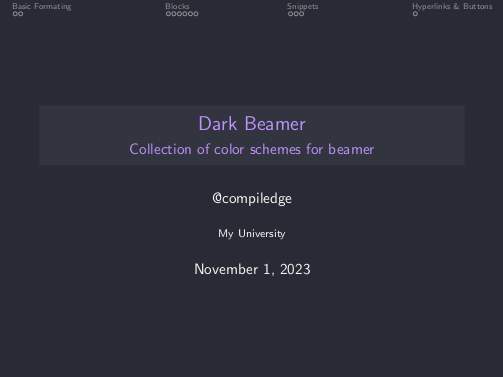 Basic Formating Blocks Snippets Hyperlinks & Buttons
Dark Beamer
Collection of color schemes for beamer
@compiledge
My University
November 1, 2023